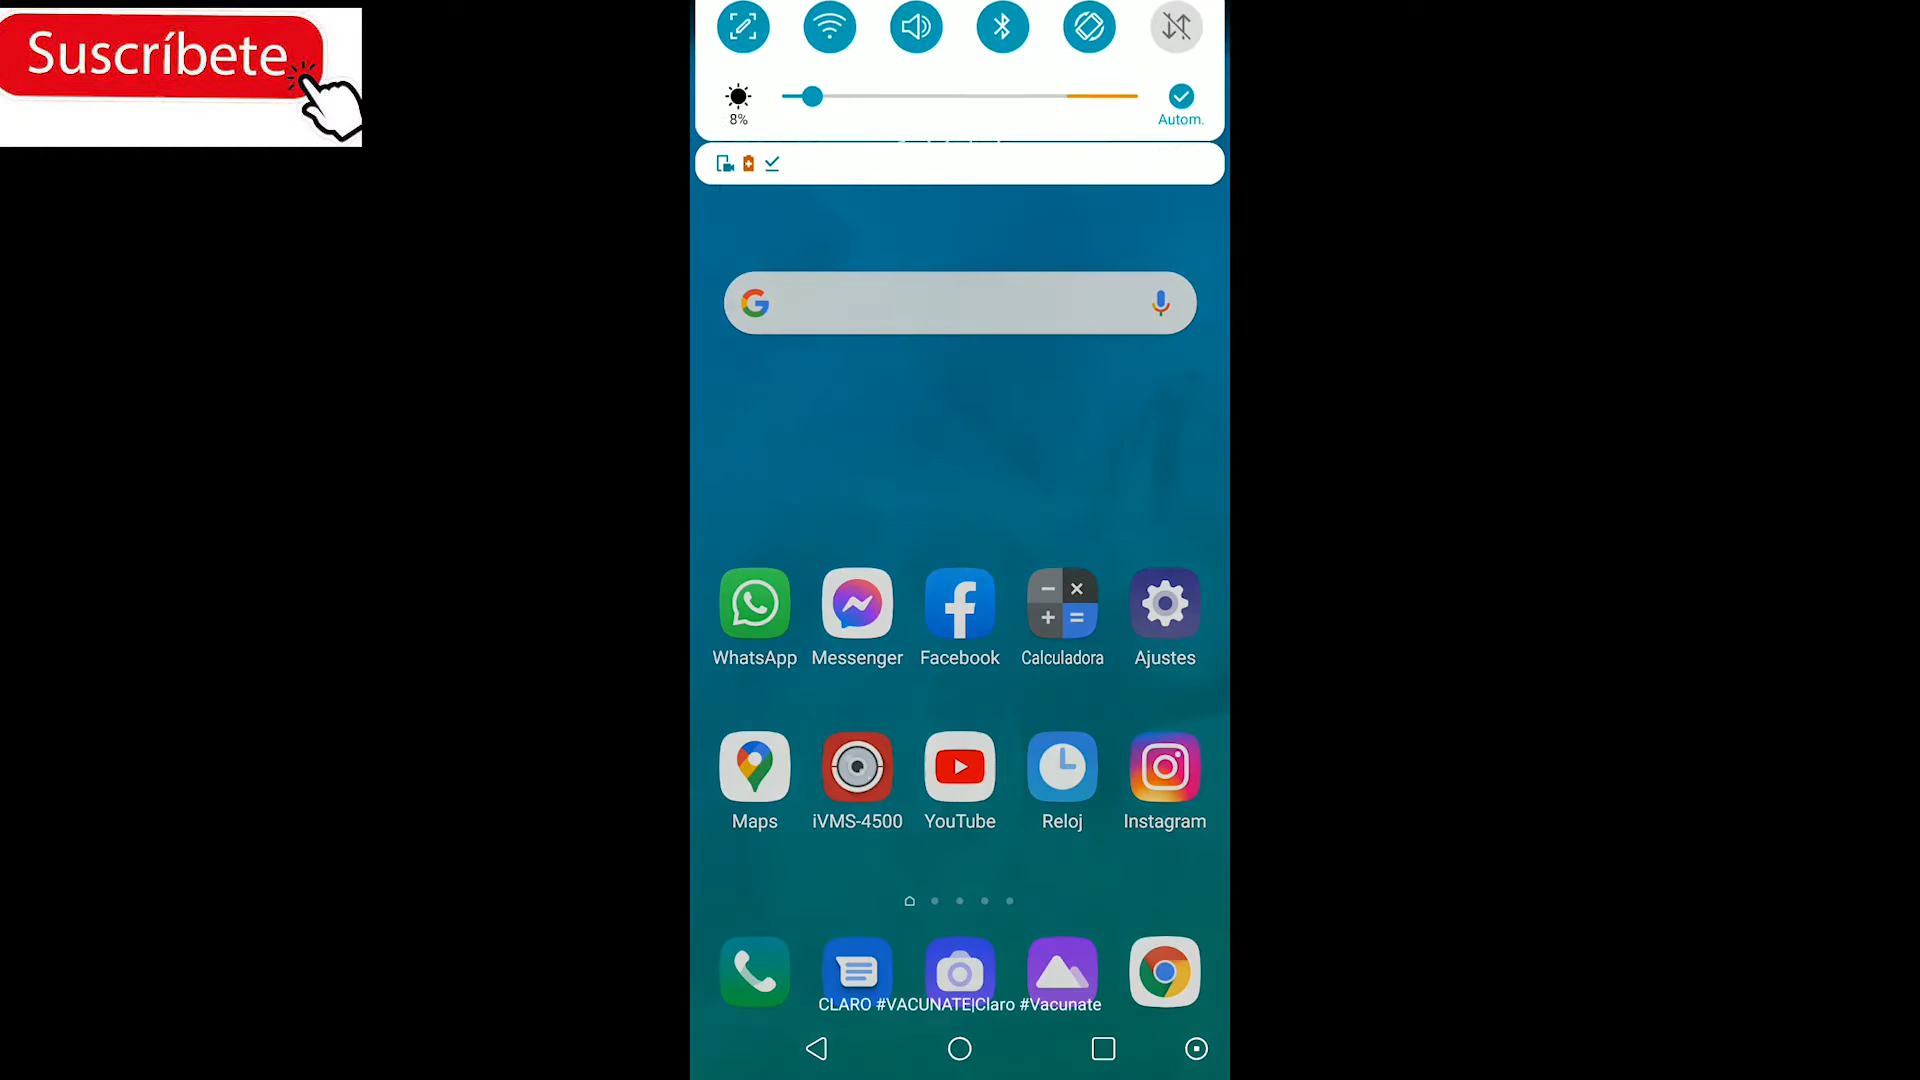 Suscríbete
8%
Autom.
WhatsApp Messenger Facebook Calculadora Ajustes
Maps iVMS-4500 YouTube Reloj Instagram
CLARO #VACUNATE|Claro #Vacunate